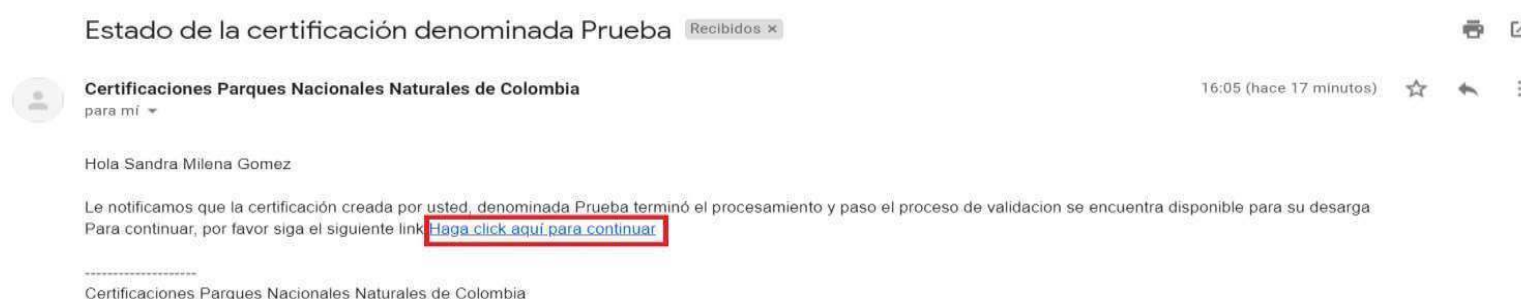 Estado de la certificación denominada Prueba Recibidos ×
Certificaciones Parques Nacionales Naturales de Colombia 16:05 (hace 17 minutos)
para mí
Hola Sandra Milena Gomez
Le notificamos que la certificación creada por usted, denominada Prueba terminó el procesamiento y paso el proceso de validacion se encuentra disponible para su desarga
Para continuar, por favor siga el siguiente link Haga click aquí para continuar
--------------------
Certificaciones Parques Nacionales Naturales de Colombia